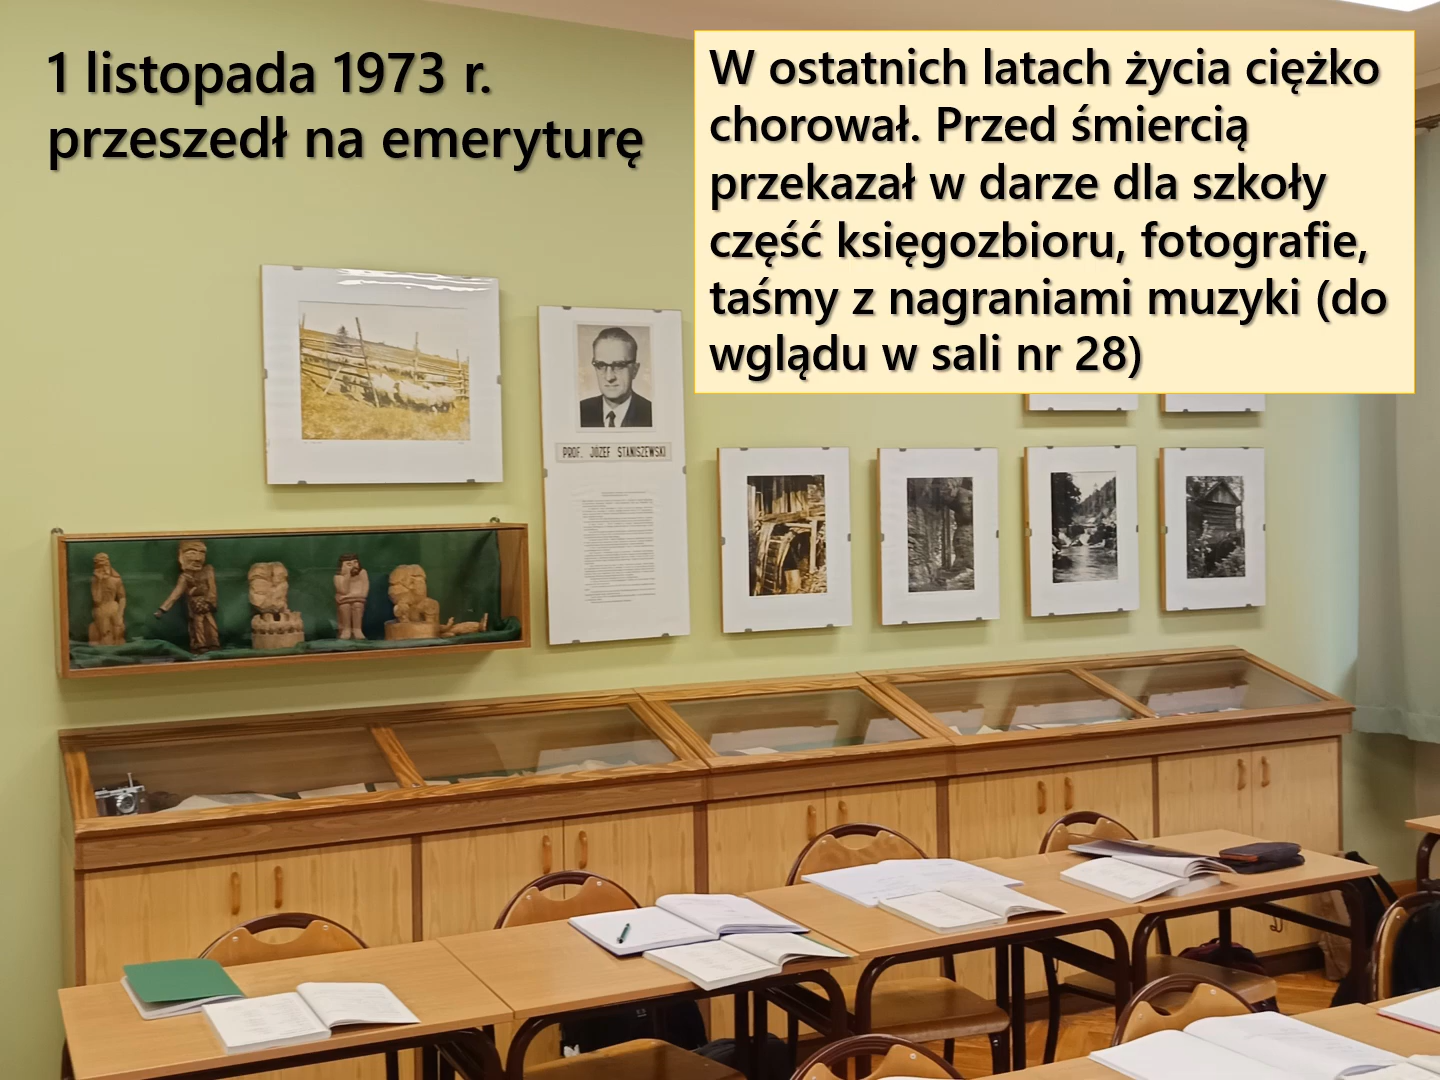 1 listopada 1973 r.
przeszedł na emeryturę
W ostatnich latach życia ciężko
chorował. Przed śmiercią
przekazał w darze dla szkoły
część księgozbioru, fotografie,
taśmy z nagraniami muzyki (do
wglądu w sali nr 28)
PROF. JÓZEF STANISZEWSKI